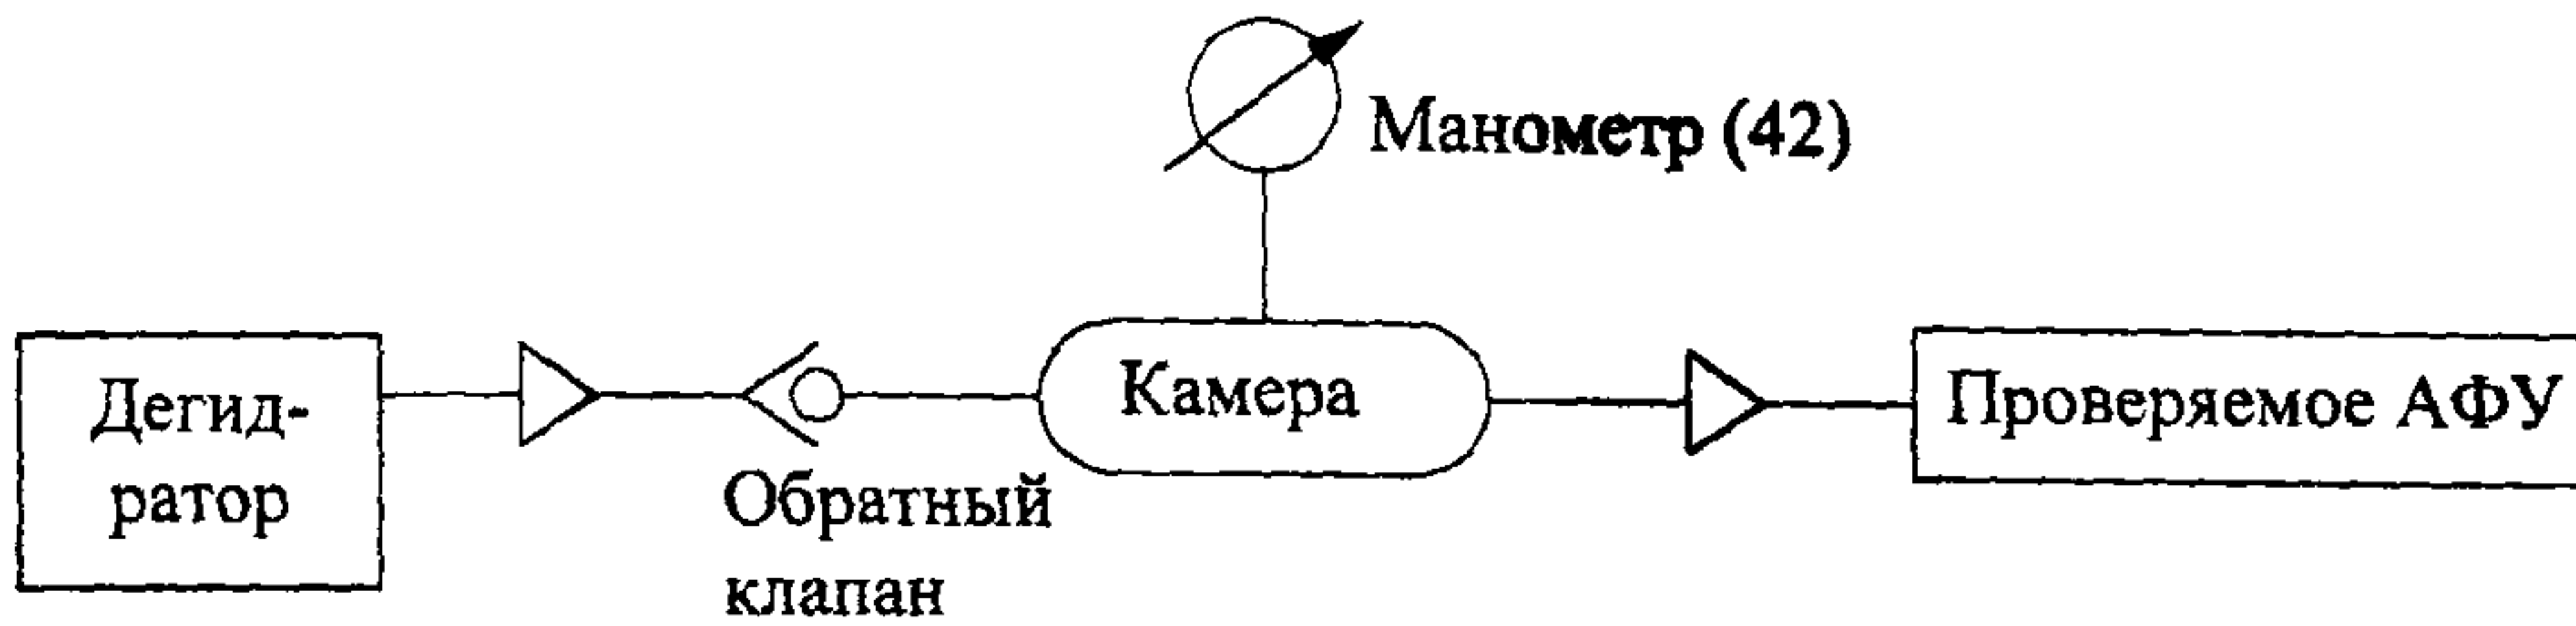 Манометр (42)
Дегид-
ратор
Обратный
клапан
Камера
Проверяемое АФУ